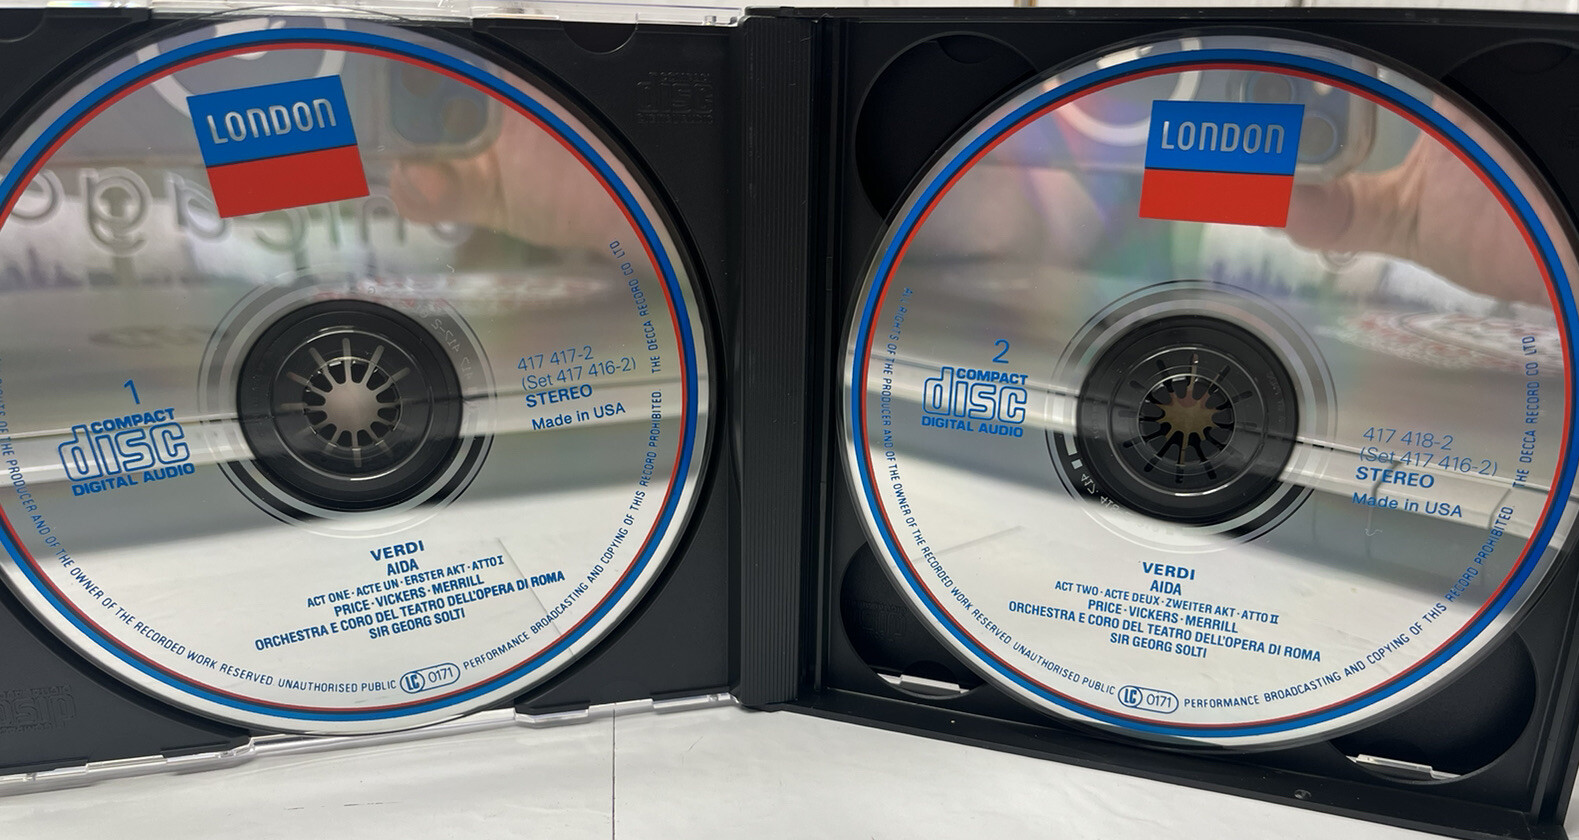 LONDON
1
COMPACT
disc
DIGITAL AUDIO
417 417-2
(Set 417 416-2)
STEREO
Made in USA
VERDI
AIDA
ACT ONE · ACTE UN · ERSTER AKT · ATTO I
PRICE · VICKERS · MERRILL
ORCHESTRA E CORO DEL TEATRO DELL'OPERA DI ROMA
SIR GEORG SOLTI
OF THE PRODUCER AND OF THE OWNER OF THE RECORDED WORK RESERVED. UNAUTHORISED PUBLIC LC 0171 PERFORMANCE BROADCASTING AND COPYING OF THIS RECORD PROHIBITED THE DECCA RECORD CO LTD
LONDON
2
COMPACT
disc
DIGITAL AUDIO
417 418-2
(Set 417 416-2)
STEREO
Made in USA
VERDI
AIDA
ACT TWO · ACTE DEUX · ZWEITER AKT · ATTO II
PRICE · VICKERS · MERRILL
ORCHESTRA E CORO DEL TEATRO DELL'OPERA DI ROMA
SIR GEORG SOLTI
ALL RIGHTS OF THE PRODUCER AND OF THE OWNER OF THE RECORDED WORK RESERVED. UNAUTHORISED PUBLIC LC 0171 PERFORMANCE BROADCASTING AND COPYING OF THIS RECORD PROHIBITED THE DECCA RECORD CO LTD